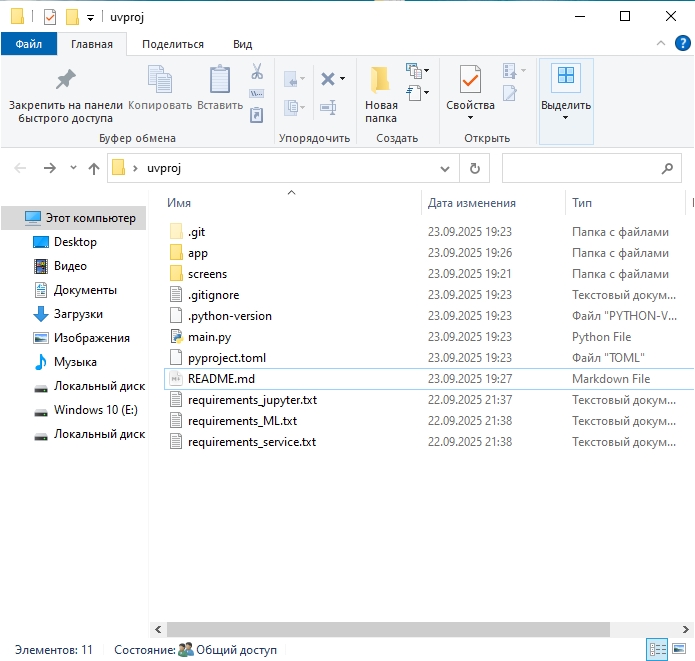 uvproj
Файл
Главная
Поделиться
Вид
Закрепить на панели
быстрого доступа
Копировать
Вставить
Новая
папка
Свойства
Выделить
Буфер обмена
Упорядочить
Создать
Открыть
uvproj
Имя
Дата изменения
Тип
Этот компьютер
Desktop
Видео
Документы
Загрузки
Изображения
Музыка
Локальный диск
Windows 10 (E:)
Локальный диск
.git 23.09.2025 19:23 Папка с файлами
app 23.09.2025 19:26 Папка с файлами
screens 23.09.2025 19:21 Папка с файлами
.gitignore 23.09.2025 19:23 Текстовый докум...
.python-version 23.09.2025 19:23 Файл "PYTHON-V...
main.py 23.09.2025 19:23 Python File
pyproject.toml 23.09.2025 19:23 Файл "TOML"
README.md 23.09.2025 19:27 Markdown File
requirements_jupyter.txt 22.09.2025 21:37 Текстовый докум...
requirements_ML.txt 22.09.2025 21:38 Текстовый докум...
requirements_service.txt 22.09.2025 21:38 Текстовый докум...
Элементов: 11
Состояние: Общий доступ